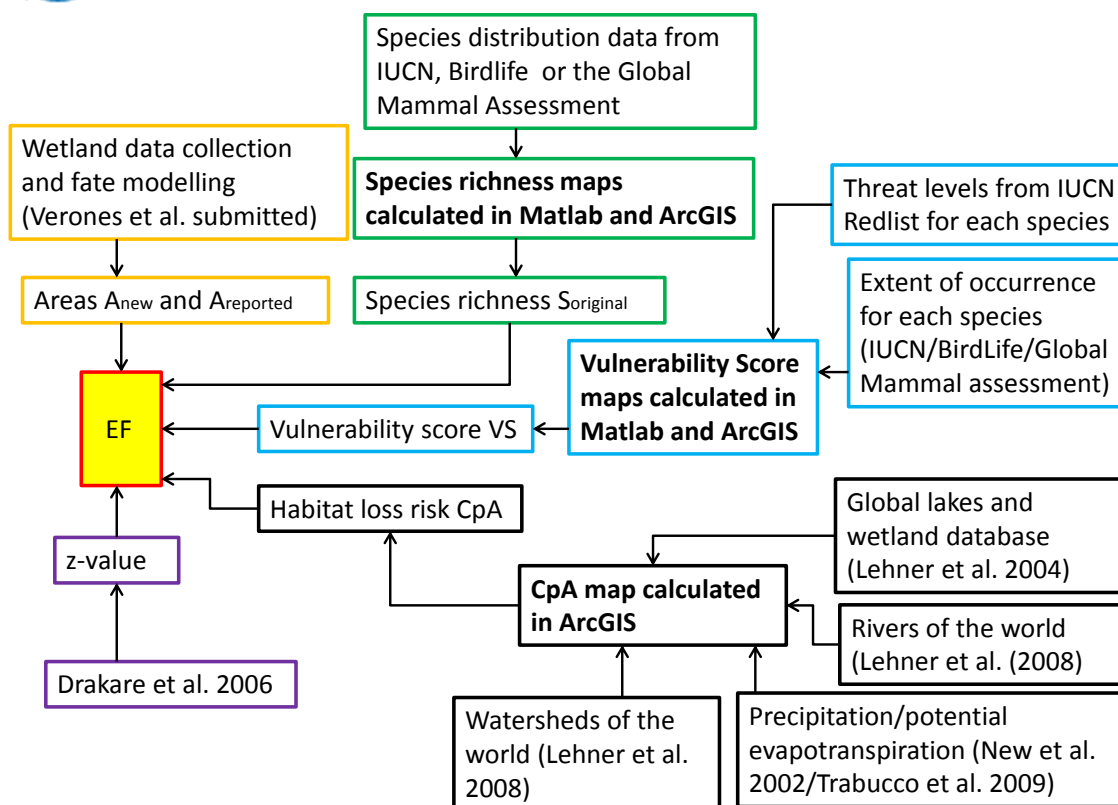 Species distribution data from
IUCN, Birdlife or the Global
Mammal Assessment
Wetland data collection
and fate modelling
(Verones et al. submitted)
Species richness maps
calculated in Matlab and ArcGIS
Threat levels from IUCN
Redlist for each species
Areas Anew and Areported
Species richness Soriginal
Extent of occurrence
for each species
(IUCN/BirdLife/Global
Mammal assessment)
Vulnerability Score
maps calculated in
Matlab and ArcGIS
EF
Vulnerability score VS
Habitat loss risk CpA
Global lakes and
wetland database
(Lehner et al. 2004)
z-value
CpA map calculated
in ArcGIS
Rivers of the world
(Lehner et al. (2008)
Drakare et al. 2006
Watersheds of the
world (Lehner et al.
2008)
Precipitation/potential
evapotranspiration (New et al.
2002/Trabucco et al. 2009)